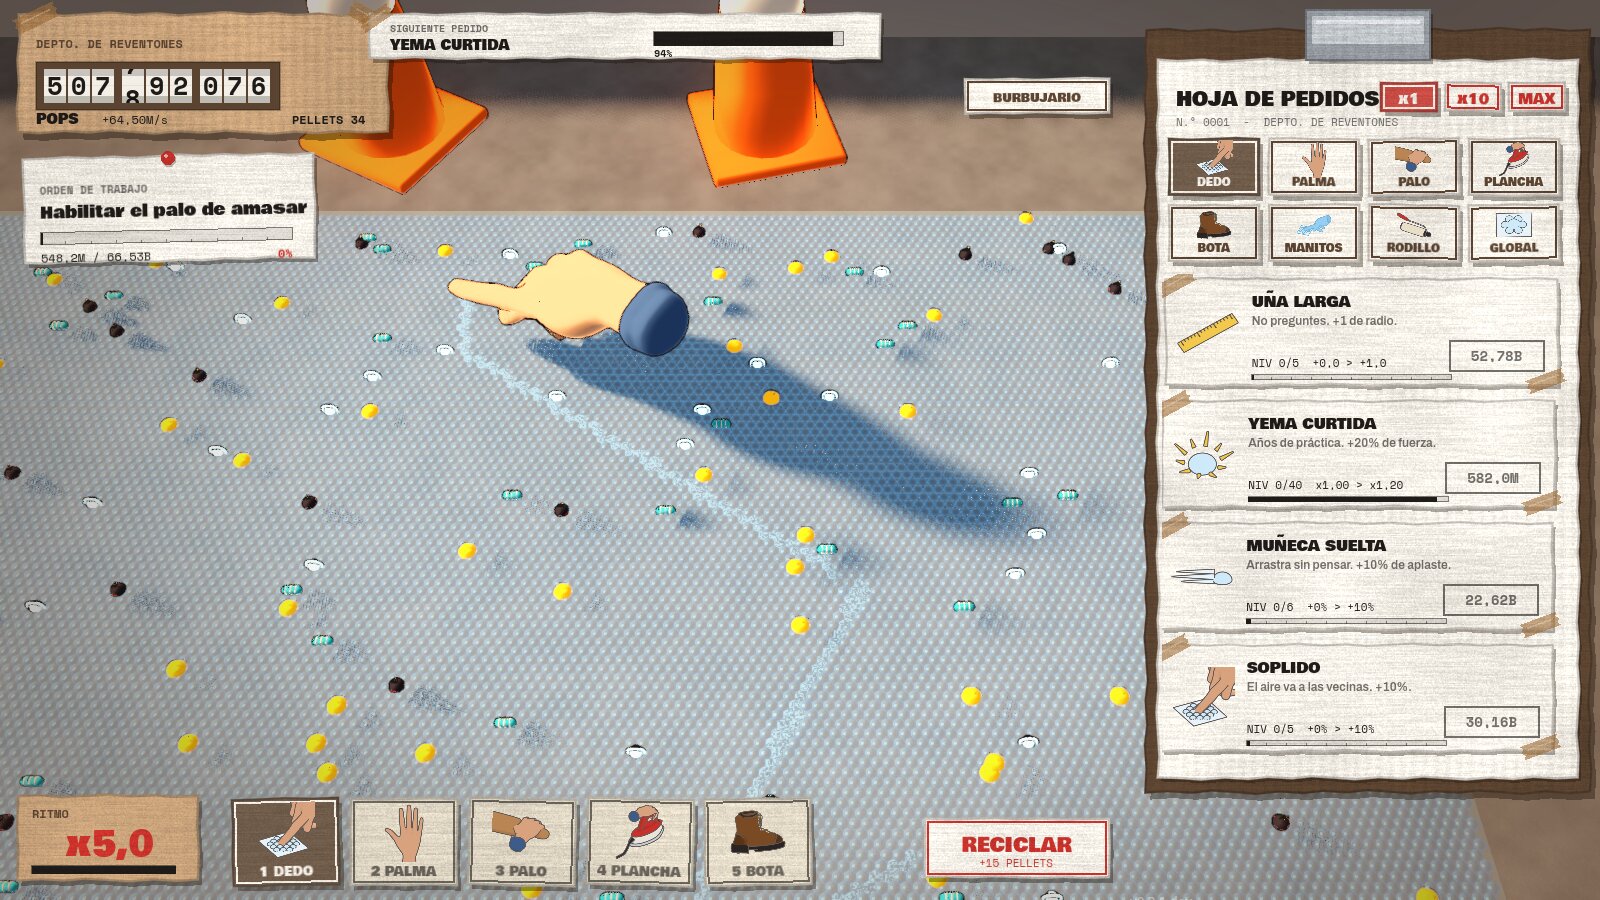 DEPTO. DE REVENTONES
507 892 076
POPS +64,50M/s PELLETS 34
SIGUIENTE PEDIDO
YEMA CURTIDA
94%
ORDEN DE TRABAJO
Habilitar el palo de amasar
548,2M / 66,53B 0%
BURBUJARIO
HOJA DE PEDIDOS x1 x10 MAX
N.° 0001 - DEPTO. DE REVENTONES
DEDO PALMA PALO PLANCHA
BOTA MANITOS RODILLO GLOBAL
UÑA LARGA
No preguntes. +1 de radio.
NIV 0/5 +0,0 > +1,0
52,78B
YEMA CURTIDA
Años de práctica. +20% de fuerza.
NIV 0/40 x1,00 > x1,20
582,0M
MUÑECA SUELTA
Arrastra sin pensar. +10% de aplaste.
NIV 0/6 +0% > +10%
22,62B
SOPLIDO
El aire va a las vecinas. +10%.
NIV 0/5 +0% > +10%
30,16B
RITMO
x5,0
1 DEDO 2 PALMA 3 PALO 4 PLANCHA 5 BOTA
RECICLAR
+15 PELLETS